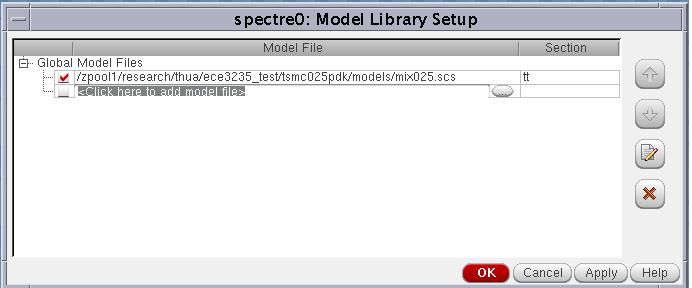 spectre0: Model Library Setup
Model File Section
Global Model Files
/zpool1/research/thua/ece3235_test/tsmc025pdk/models/mix025.scs tt
<Click here to add model file> ...
OK Cancel Apply Help